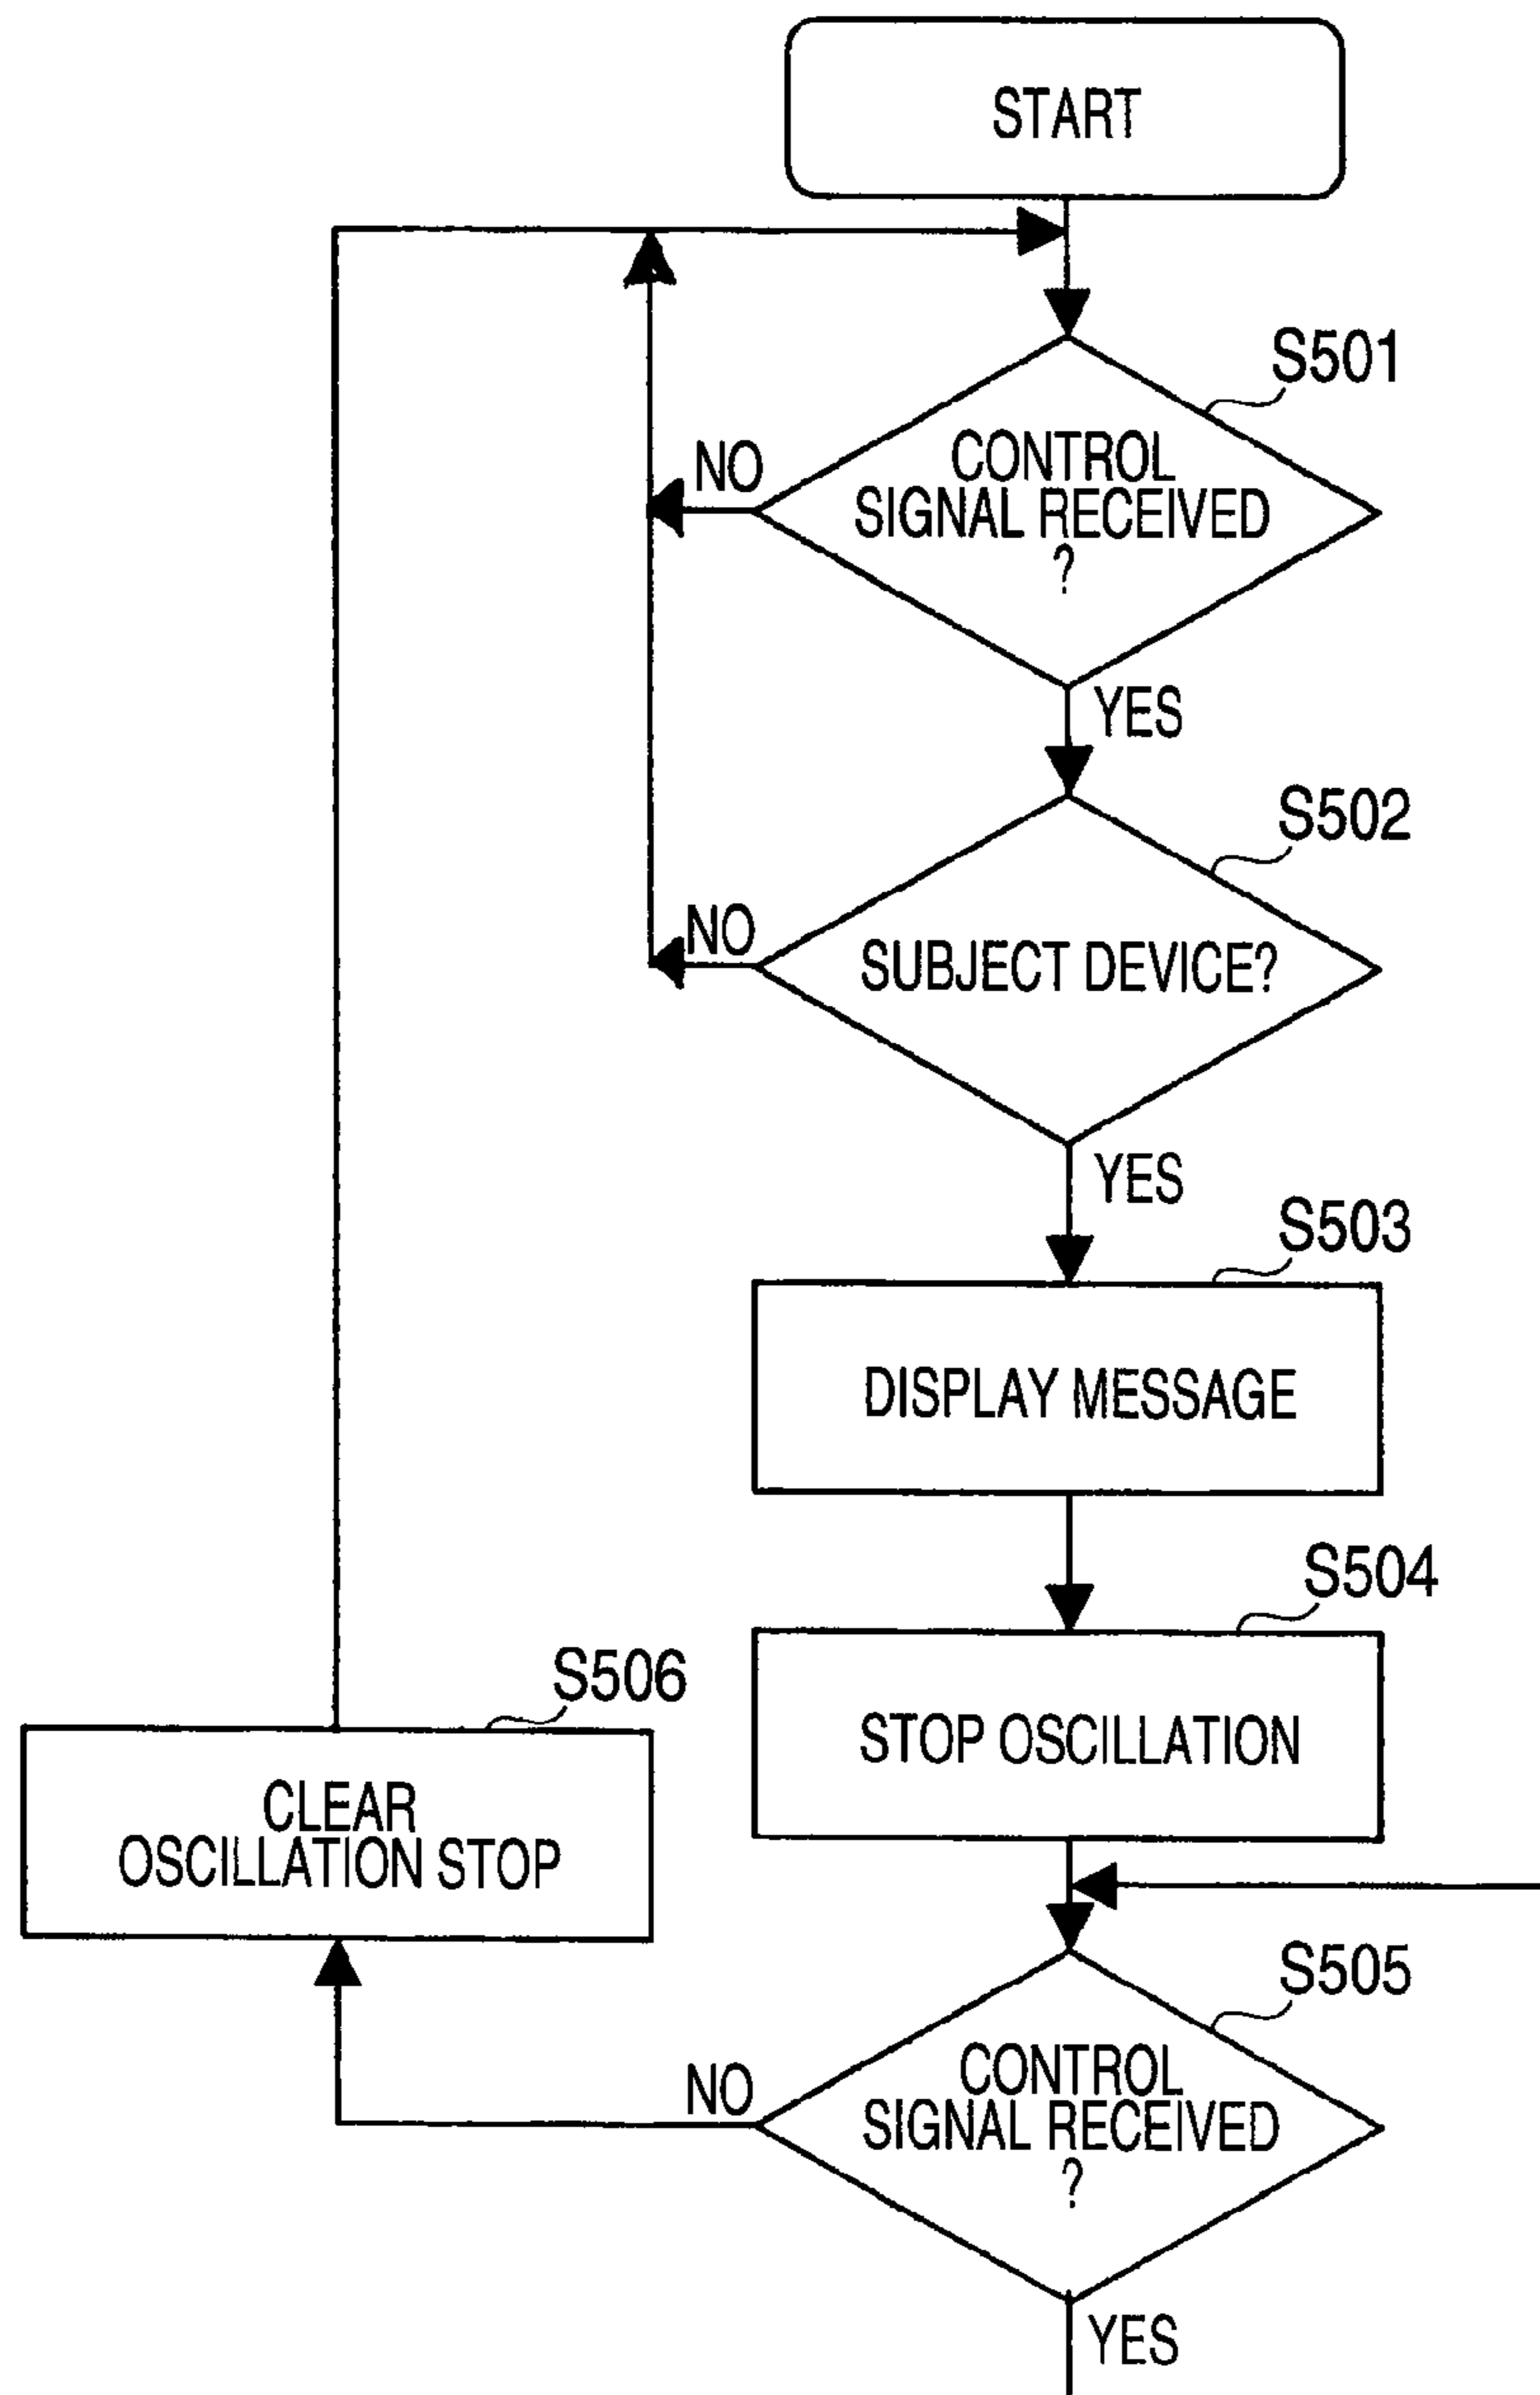 START
S501
CONTROL
SIGNAL RECEIVED
?
NO
YES
S502
SUBJECT DEVICE?
NO
YES
S503
DISPLAY MESSAGE
S504
STOP OSCILLATION
S506
CLEAR
OSCILLATION STOP
S505
CONTROL
SIGNAL RECEIVED
?
NO
YES